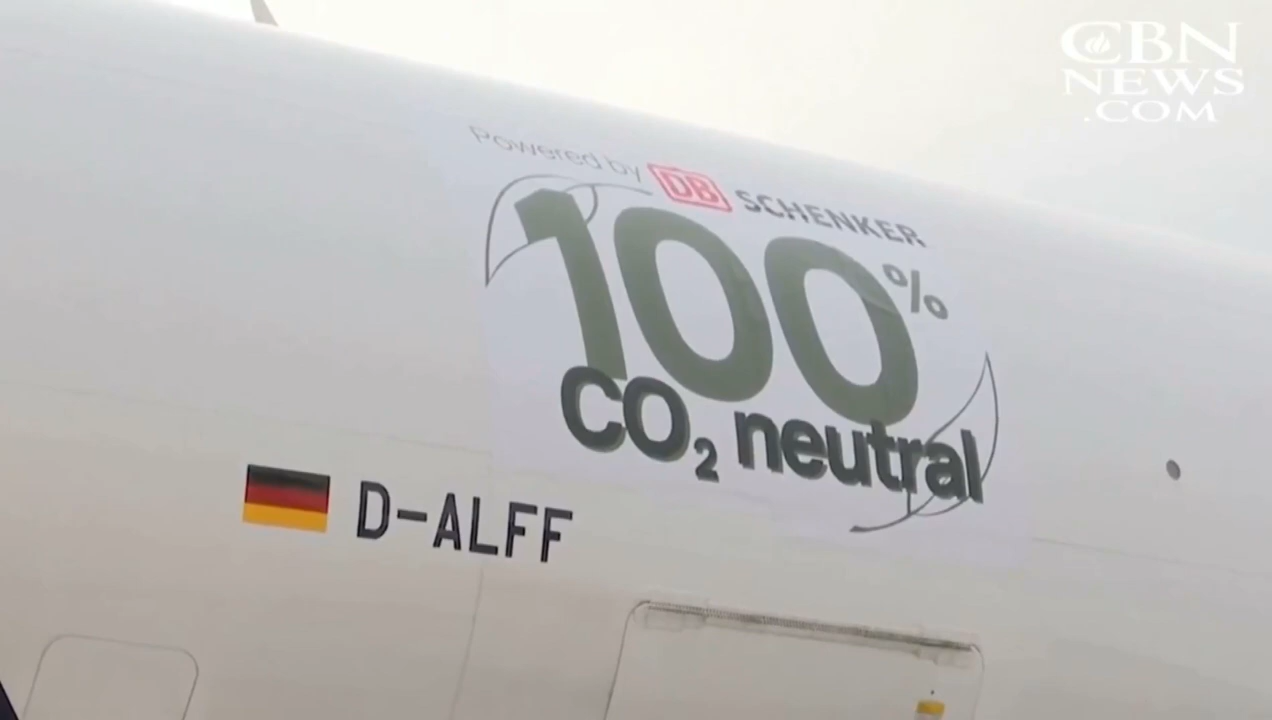 CBN
NEWS
.COM
Powered by DB SCHENKER
100%
CO₂ neutral
D-ALFF